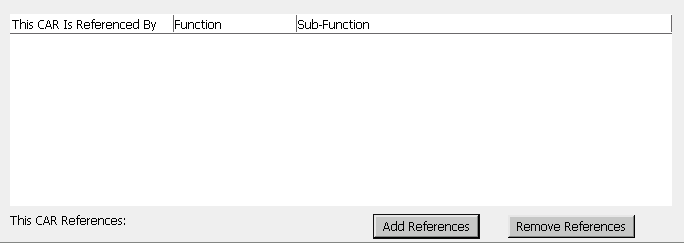 This CAR Is Referenced By Function Sub-Function
This CAR References: Add References Remove References